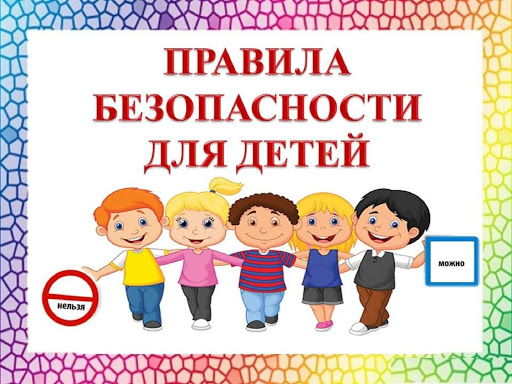 ПРАВИЛА
БЕЗОПАСНОСТИ
ДЛЯ ДЕТЕЙ
можно
нельзя